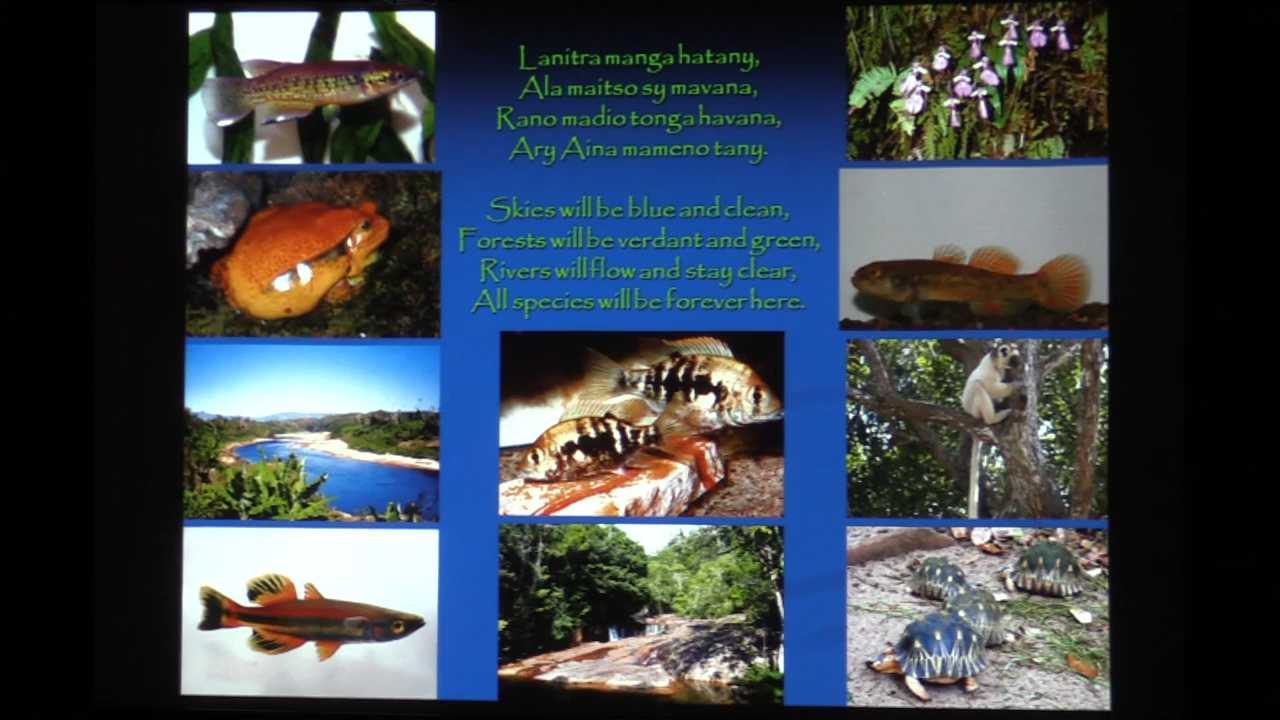 Lanitra manga hatany,
Ala maitso sy mavana,
Rano madio tonga havana,
Ary Aina mameno tany.
Skies will be blue and clean,
Forests will be verdant and green,
Rivers will flow and stay clear,
All species will be forever here.